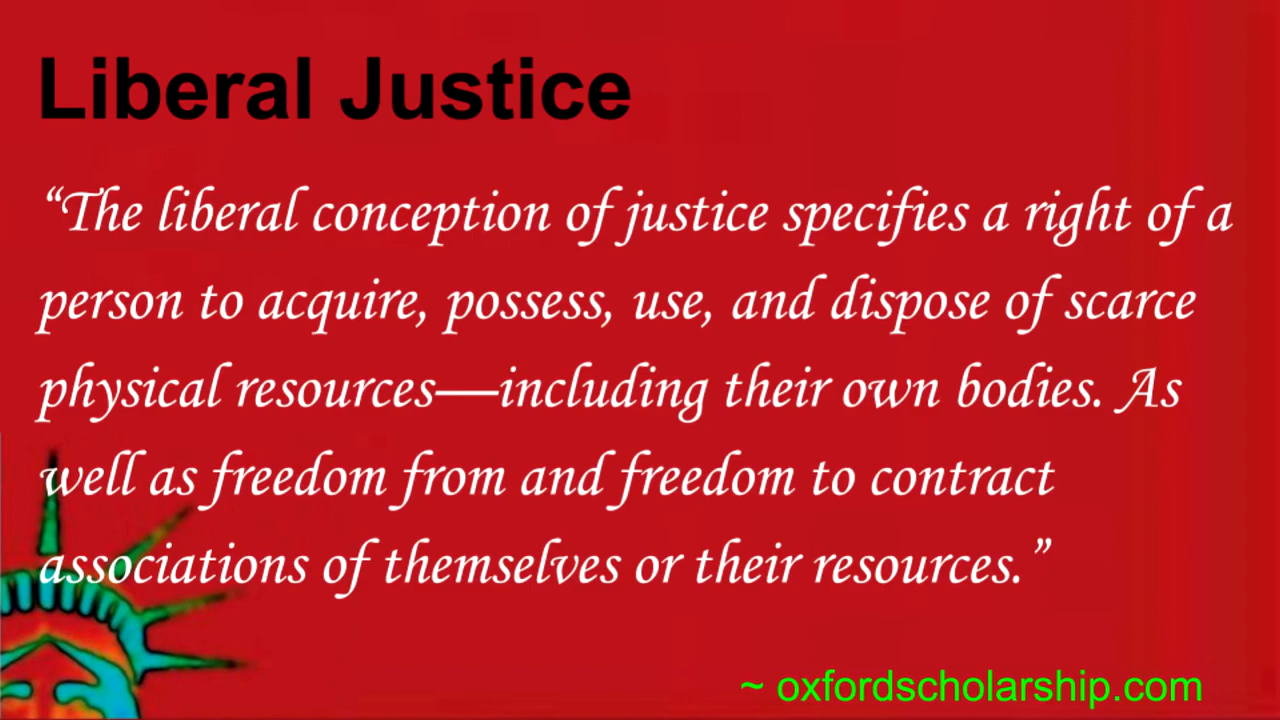 Liberal Justice
“The liberal conception of justice specifies a right of a
person to acquire, possess, use, and dispose of scarce
physical resources—including their own bodies. As
well as freedom from and freedom to contract
associations of themselves or their resources.”
~ oxfordscholarship.com